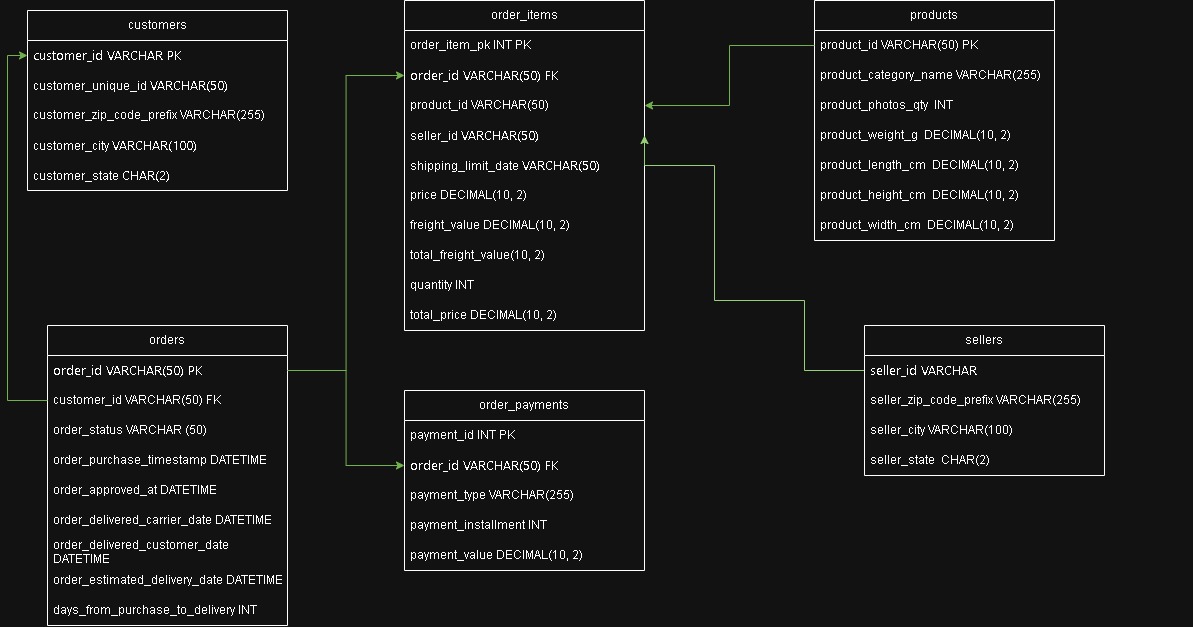 customers
customer_id VARCHAR PK
customer_unique_id VARCHAR(50)
customer_zip_code_prefix VARCHAR(255)
customer_city VARCHAR(100)
customer_state CHAR(2)
order_items
order_item_pk INT PK
order_id VARCHAR(50) FK
product_id VARCHAR(50)
seller_id VARCHAR(50)
shipping_limit_date VARCHAR(50)
price DECIMAL(10, 2)
freight_value DECIMAL(10, 2)
total_freight_value(10, 2)
quantity INT
total_price DECIMAL(10, 2)
products
product_id VARCHAR(50) PK
product_category_name VARCHAR(255)
product_photos_qty INT
product_weight_g DECIMAL(10, 2)
product_length_cm DECIMAL(10, 2)
product_height_cm DECIMAL(10, 2)
product_width_cm DECIMAL(10, 2)
orders
order_id VARCHAR(50) PK
customer_id VARCHAR(50) FK
order_status VARCHAR (50)
order_purchase_timestamp DATETIME
order_approved_at DATETIME
order_delivered_carrier_date DATETIME
order_delivered_customer_date
DATETIME
order_estimated_delivery_date DATETIME
days_from_purchase_to_delivery INT
order_payments
payment_id INT PK
order_id VARCHAR(50) FK
payment_type VARCHAR(255)
payment_installment INT
payment_value DECIMAL(10, 2)
sellers
seller_id VARCHAR
seller_zip_code_prefix VARCHAR(255)
seller_city VARCHAR(100)
seller_state CHAR(2)